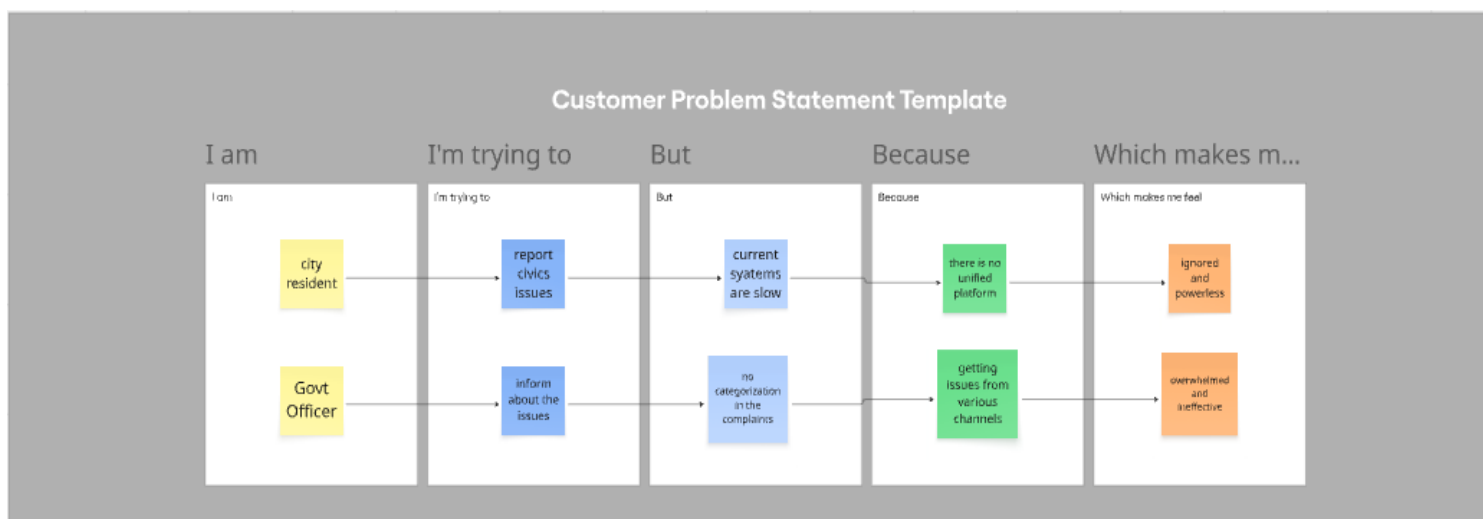 Customer Problem Statement Template
I am
I'm trying to
But
Because
Which makes m...
I am
I'm trying to
But
Because
Which makes me feel
city
resident
report
civics
issues
current
syatems
are slow
there is no
unified
platform
ignored
and
powerless
Govt
Officer
inform
about the
issues
no
categorization
in the
complaints
getting
issues from
various
channels
overwhelmed
and
ineffective